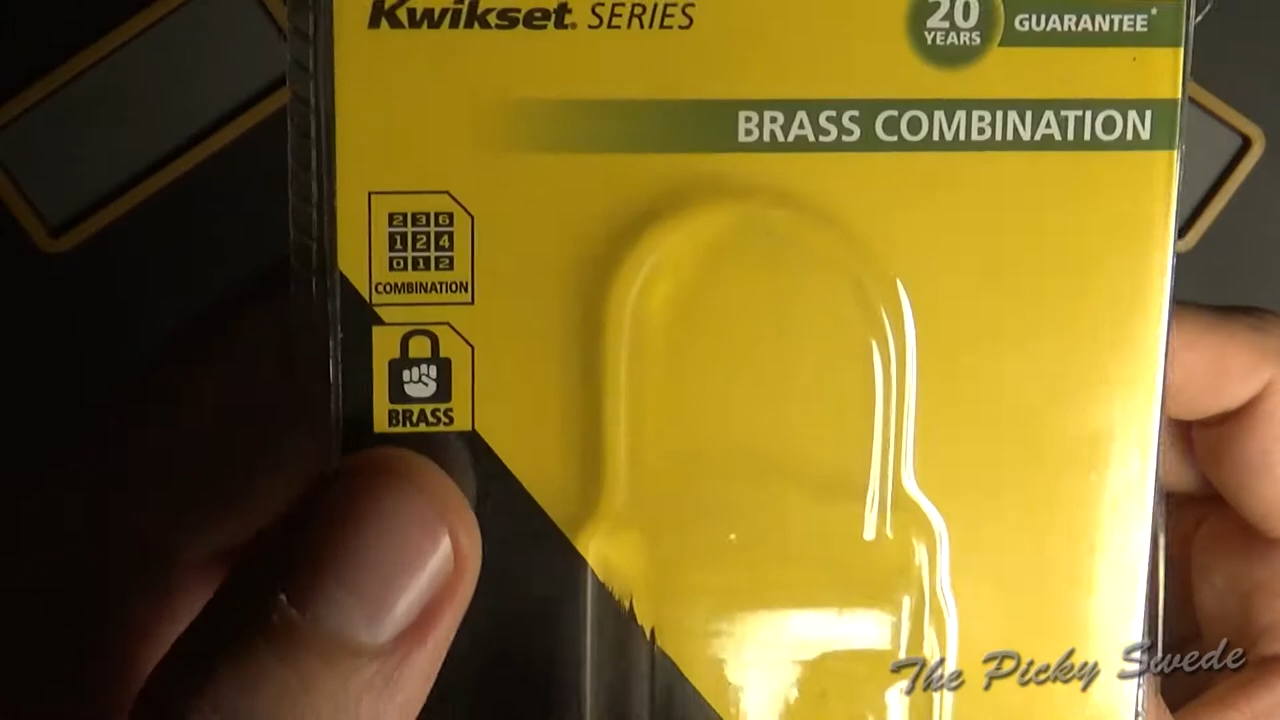 Kwikset. SERIES
20
YEARS
GUARANTEE*
BRASS COMBINATION
2 3 6
1 2 4
0 1 2
COMBINATION
BRASS
The Picky Swede